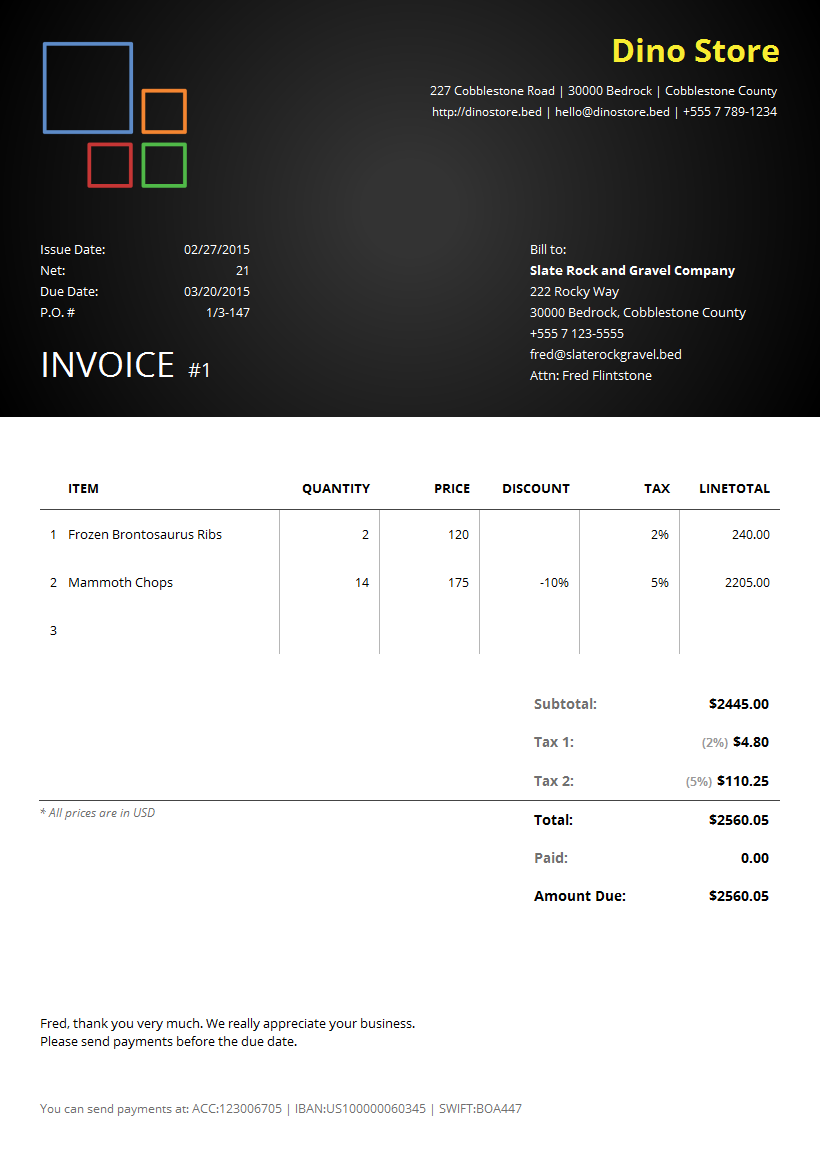 Dino Store
227 Cobblestone Road | 30000 Bedrock | Cobblestone County
http://dinostore.bed | hello@dinostore.bed | +555 7 789-1234
Issue Date: 02/27/2015
Net: 21
Due Date: 03/20/2015
P.O. # 1/3-147
INVOICE #1
Bill to:
Slate Rock and Gravel Company
222 Rocky Way
30000 Bedrock, Cobblestone County
+555 7 123-5555
fred@slaterockgravel.bed
Attn: Fred Flintstone
ITEM QUANTITY PRICE DISCOUNT TAX LINETOTAL
1 Frozen Brontosaurus Ribs 2 120 2% 240.00
2 Mammoth Chops 14 175 -10% 5% 2205.00
3
Subtotal: $2445.00
Tax 1: (2%) $4.80
Tax 2: (5%) $110.25
* All prices are in USD
Total: $2560.05
Paid: 0.00
Amount Due: $2560.05
Fred, thank you very much. We really appreciate your business.
Please send payments before the due date.
You can send payments at: ACC:123006705 | IBAN:US100000060345 | SWIFT:BOA447